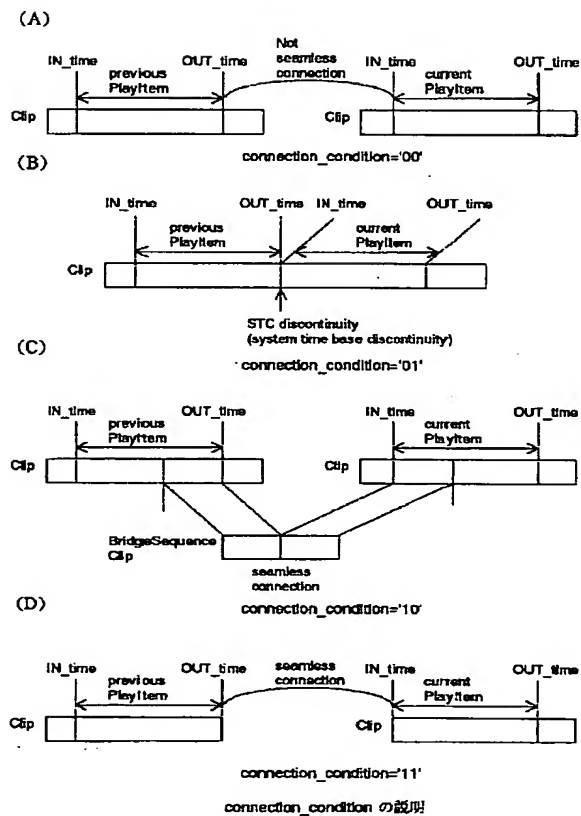 (A)
Not
seamless
connection
IN_time
OUT_time
IN_time
OUT_time
previous
PlayItem
current
PlayItem
Clip
Clip
connection_condition='00'
(B)
IN_time
OUT_time
IN_time
OUT_time
previous
PlayItem
current
PlayItem
Clip
STC discontinuity
(system time base discontinuity)
connection_condition='01'
(C)
IN_time
OUT_time
IN_time
OUT_time
previous
PlayItem
current
PlayItem
Clip
Clip
BridgeSequence
Clip
seamless
connection
connection_condition='10'
(D)
IN_time
OUT_time
seamless
connection
IN_time
OUT_time
previous
PlayItem
current
PlayItem
Clip
Clip
connection_condition='11'
connection_condition の説明